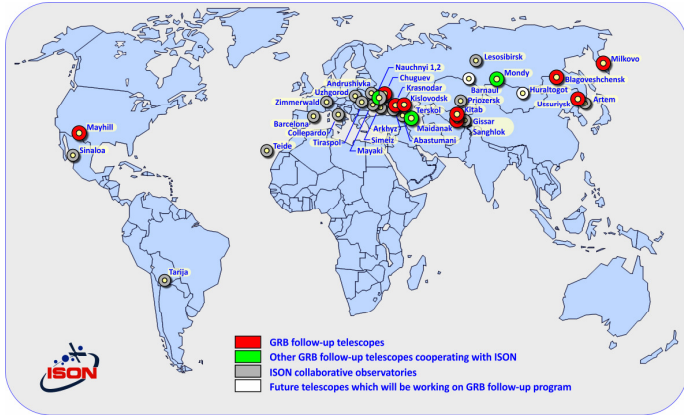 Lesosibirsk
Milkovo
Nauchnyi 1,2
Mondy
Blagoveshchensk
Andrushivka
Chuguev
Barnaul
Huraltogot
Uzhgorod
Krasnodar
Priozersk
Artem
Zimmerwald
Kislovodsk
Ussuriysk
Terskol
Kitab
Barcelona
Gissar
Mayhill
Collepardo
Arkhyz
Maidanak
Sanghlok
Tiraspol
Simeiz
Abastumani
Sinaloa
Teide
Mayaki
Tarija
GRB follow-up telescopes
Other GRB follow-up telescopes cooperating with ISON
ISON collaborative observatories
Future telescopes which will be working on GRB follow-up program
ISON